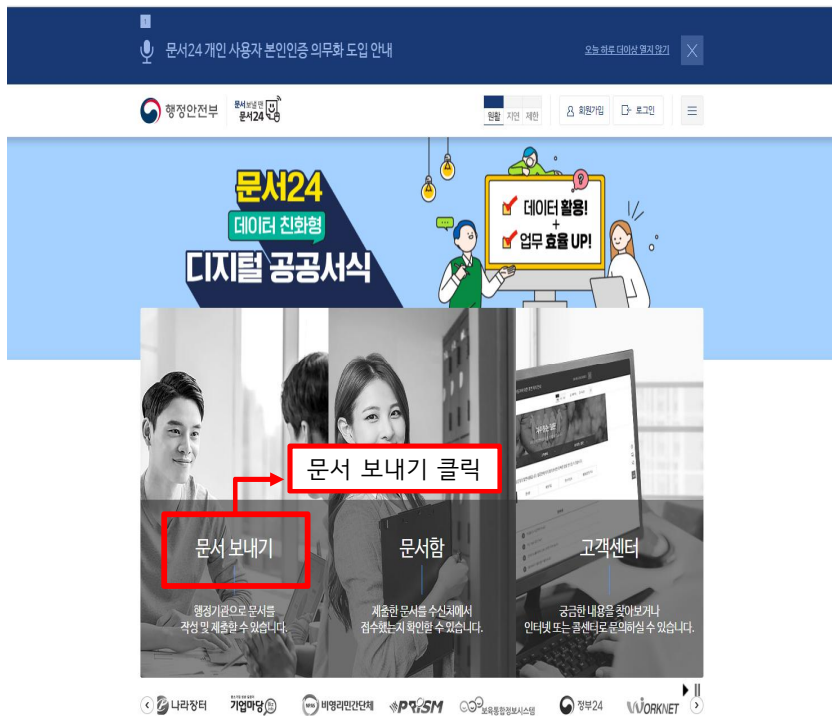 1
문서24 개인 사용자 본인인증 의무화 도입 안내
오늘 하루 더이상 열지 않기
행정안전부
문서보낼 땐
문서24
원활 지연 제한
회원가입
로그인
문서24
데이터 친화형
디지털 공공서식
데이터 활용!
+
업무 효율 UP!
문서 보내기 클릭
문서 보내기
행정기관으로 문서를
작성 및 제출할 수 있습니다.
문서함
제출한 문서를 수신처에서
접수했는지 확인할 수 있습니다.
고객센터
궁금한 내용을 찾아보거나
인터넷 또는 콜센터로 문의하실 수 있습니다.
나라장터
기업마당
비영리민간단체
PRISM
보육통합정보시스템
정부24
WORKNET